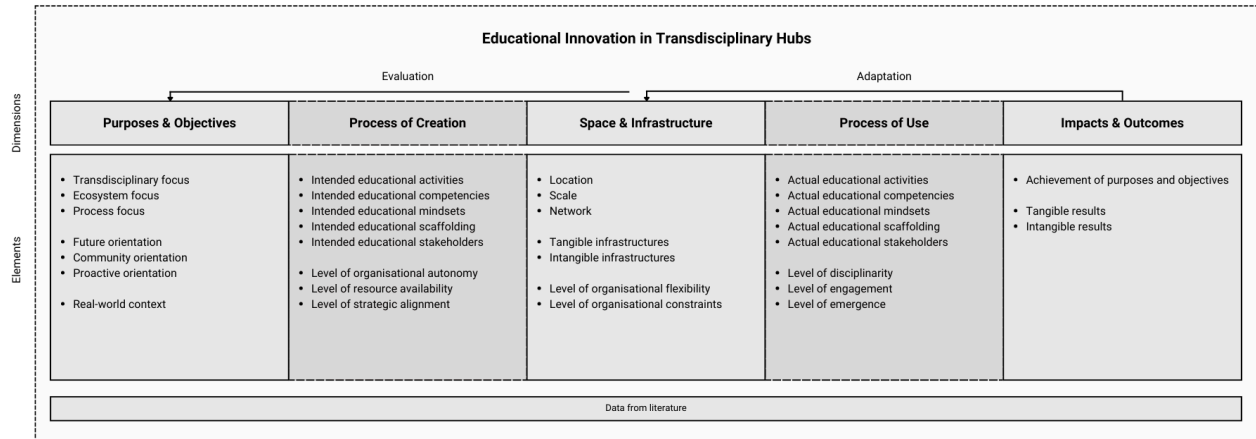 Educational Innovation in Transdisciplinary Hubs
Evaluation
Adaptation
Dimensions
Purposes & Objectives
Process of Creation
Space & Infrastructure
Process of Use
Impacts & Outcomes
Elements
• Transdisciplinary focus
• Ecosystem focus
• Process focus
• Future orientation
• Community orientation
• Proactive orientation
• Real-world context
• Intended educational activities
• Intended educational competencies
• Intended educational mindsets
• Intended educational scaffolding
• Intended educational stakeholders
• Level of organisational autonomy
• Level of resource availability
• Level of strategic alignment
• Location
• Scale
• Network
• Tangible infrastructures
• Intangible infrastructures
• Level of organisational flexibility
• Level of organisational constraints
• Actual educational activities
• Actual educational competencies
• Actual educational mindsets
• Actual educational scaffolding
• Actual educational stakeholders
• Level of disciplinarity
• Level of engagement
• Level of emergence
• Achievement of purposes and objectives
• Tangible results
• Intangible results
Data from literature